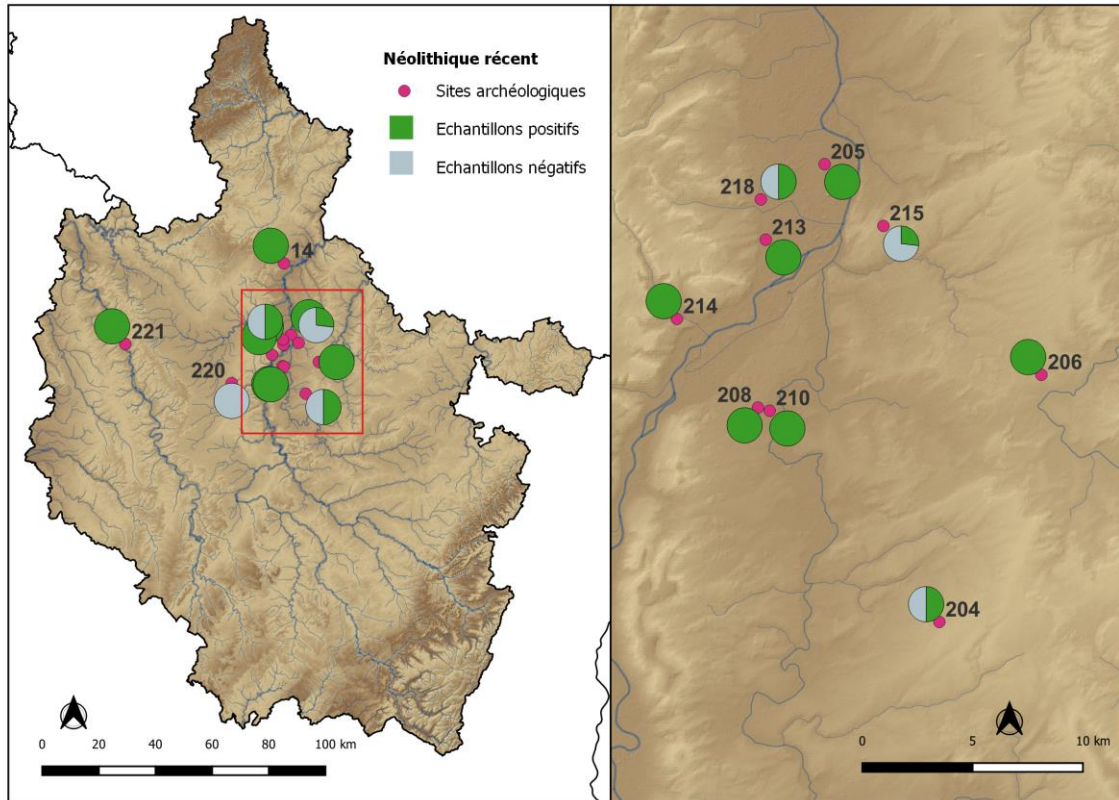 Néolithique récent
Sites archéologiques
Echantillons positifs
Echantillons négatifs
14
221
220
0 20 40 60 80 100 km
205
218
215
213
214
206
208 210
204
0 5 10 km